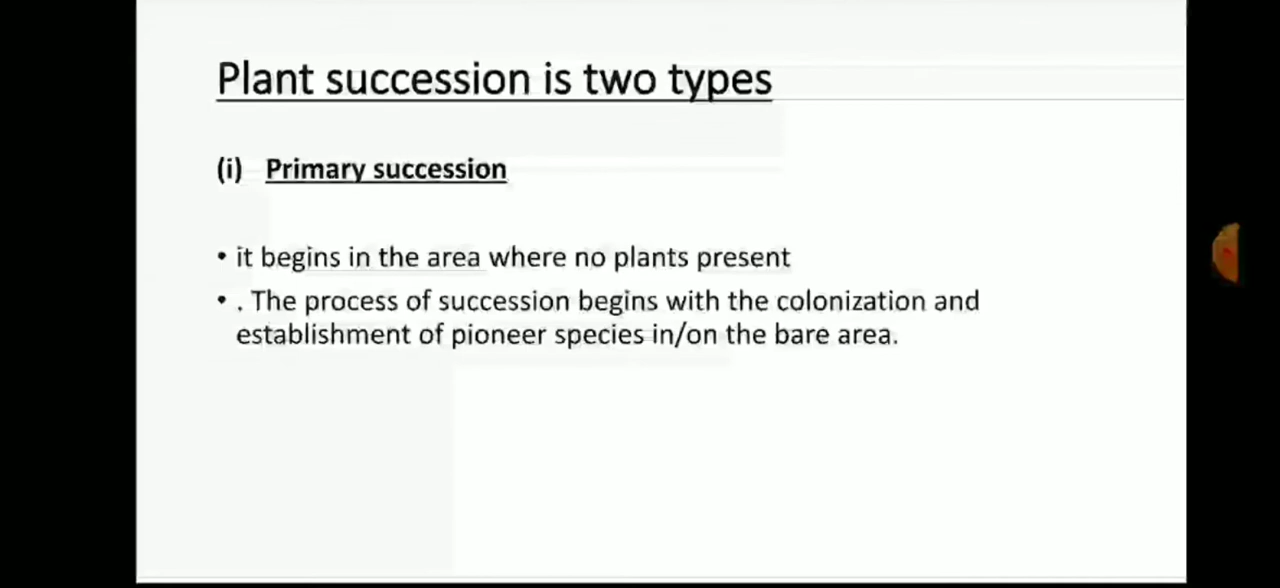 Plant succession is two types
(i) Primary succession
• it begins in the area where no plants present
• . The process of succession begins with the colonization and
establishment of pioneer species in/on the bare area.